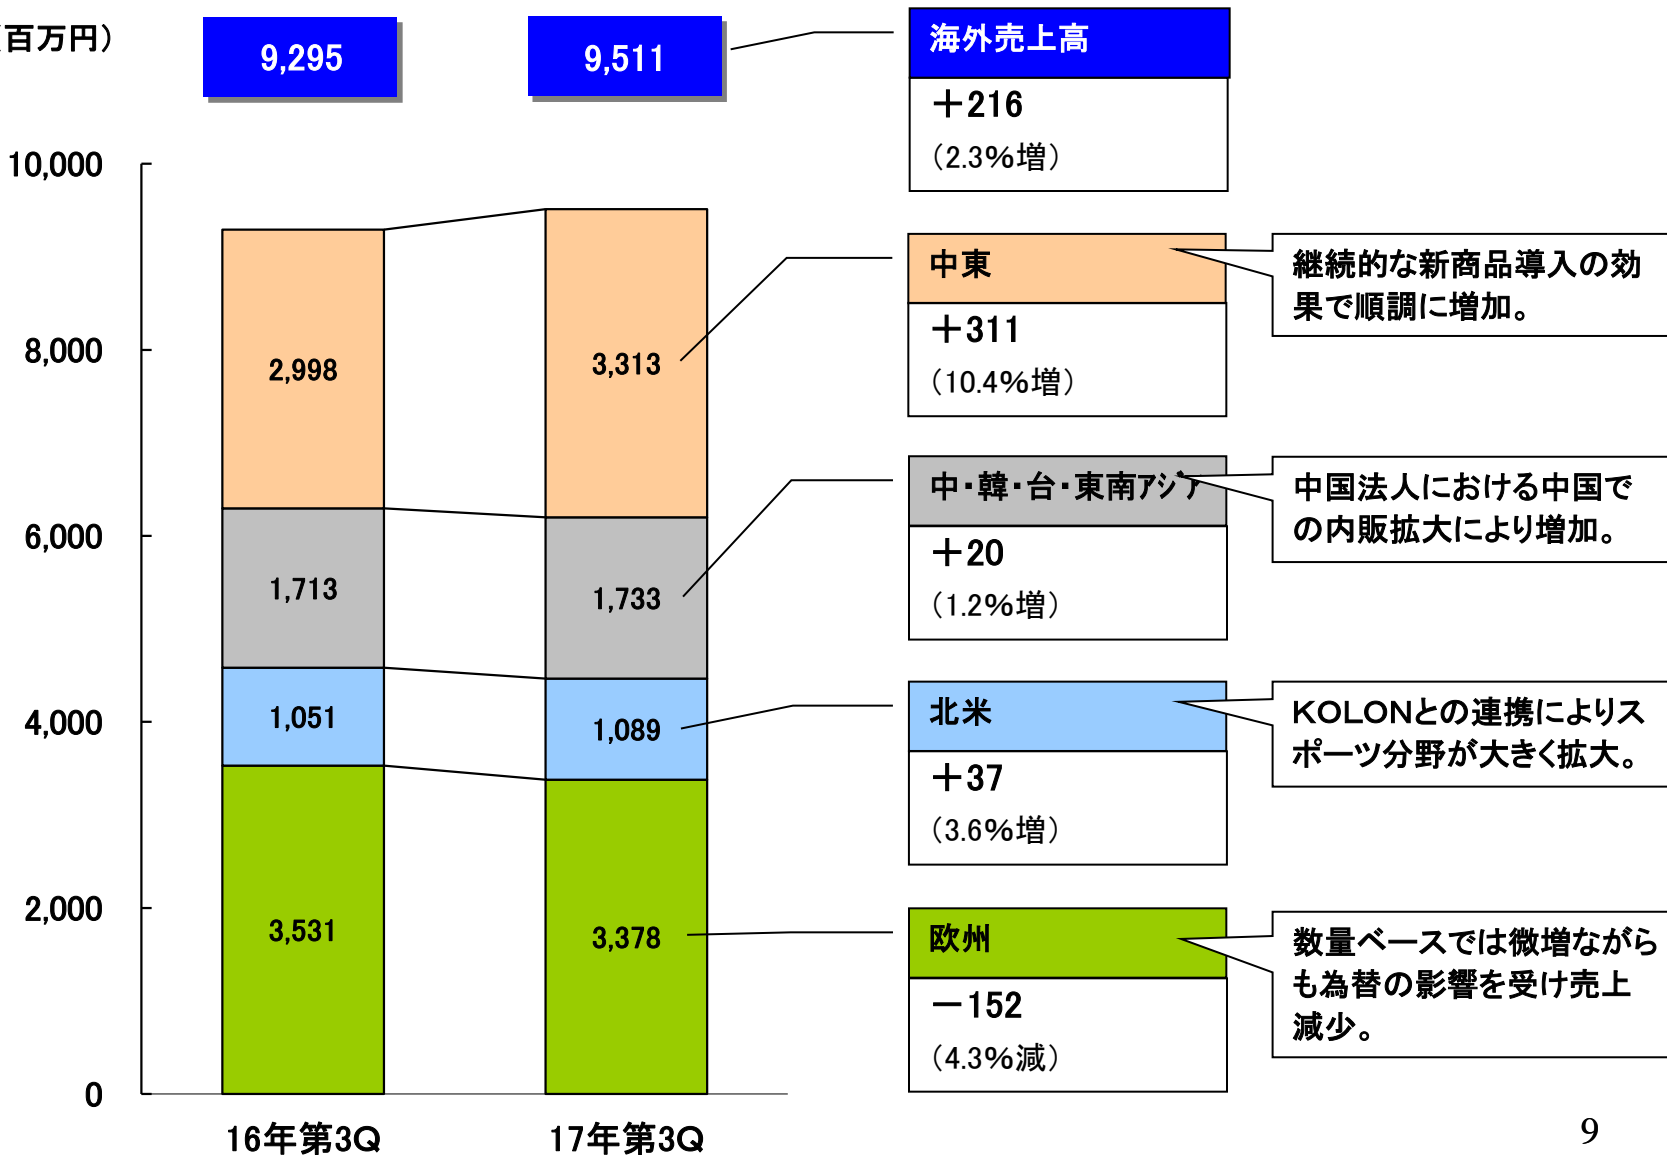 （百万円）
9,295
9,511
海外売上高
＋216
（2.3％増）
10,000
8,000
6,000
4,000
2,000
0
2,998
1,713
1,051
3,531
3,313
1,733
1,089
3,378
16年第3Q
17年第3Q
中東
＋311
（10.4％増）
継続的な新商品導入の効
果で順調に増加。
中・韓・台・東南アジア
＋20
（1.2％増）
中国法人における中国で
の内販拡大により増加。
北米
＋37
（3.6％増）
KOLONとの連携によりス
ポーツ分野が大きく拡大。
欧州
－152
（4.3％減）
数量ベースでは微増ながら
も為替の影響を受け売上
減少。
9